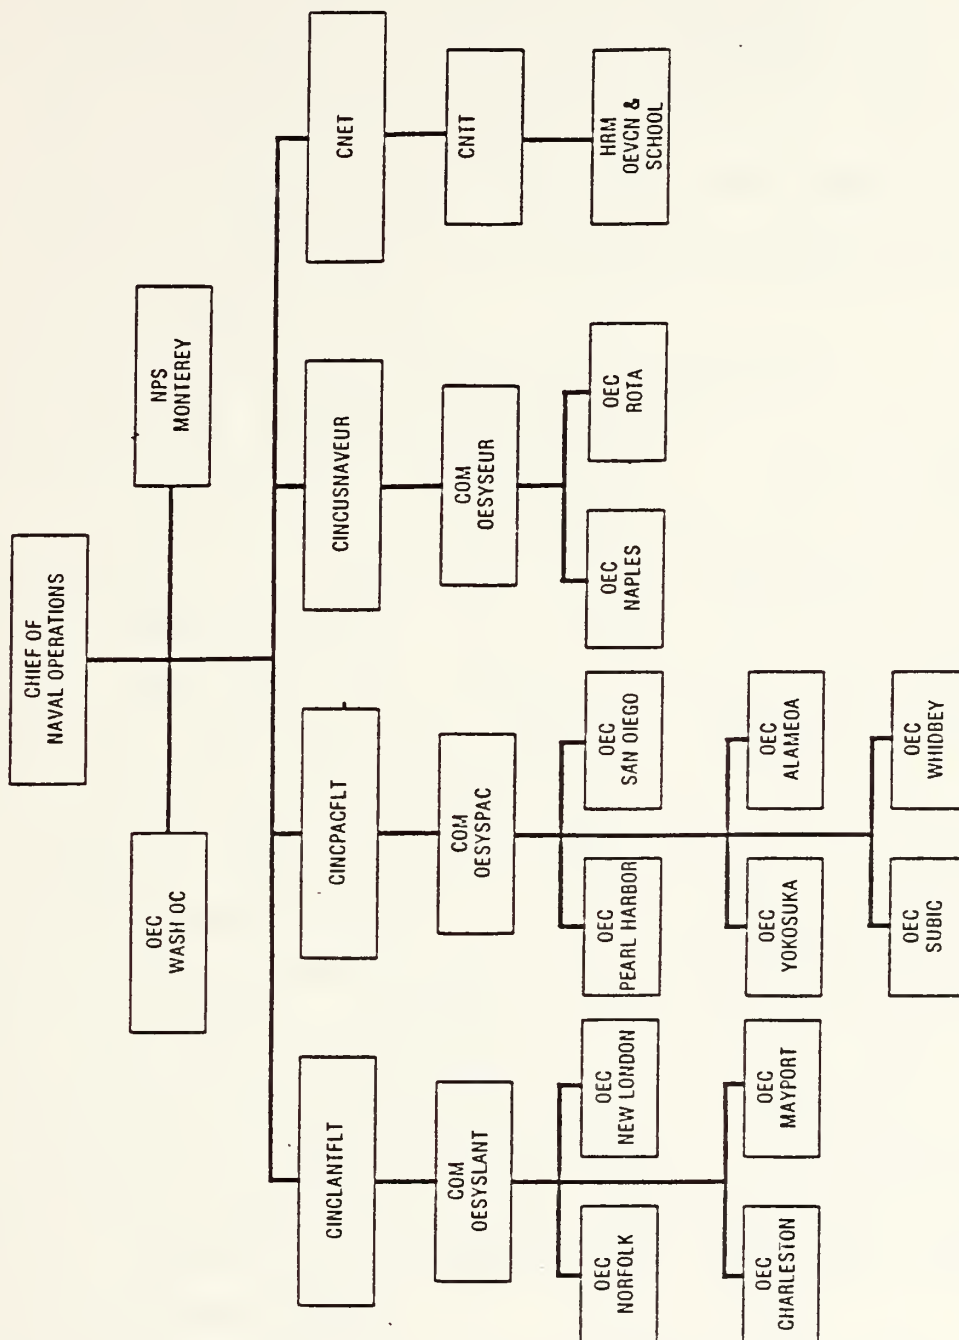 CHIEF OF
NAVAL OPERATIONS
OEC
WASH OC
NPS
MONTEREY
CINCLANTFLT
CINCPACFLT
CINCUSNAVEUR
CNET
COM
OESYSLANT
COM
OESYSPAC
COM
OESYSEUR
CNTT
OEC
NORFOLK
OEC
NEW LONDON
OEC
PEARL HARBOR
OEC
SAN DIEGO
OEC
NAPLES
OEC
ROTA
HRM
OEVCN &
SCHOOL
OEC
CHARLESTON
OEC
MAYPORT
OEC
YOKOSUKA
OEC
ALAMEOA
OEC
SUBIC
OEC
WHIDBEY